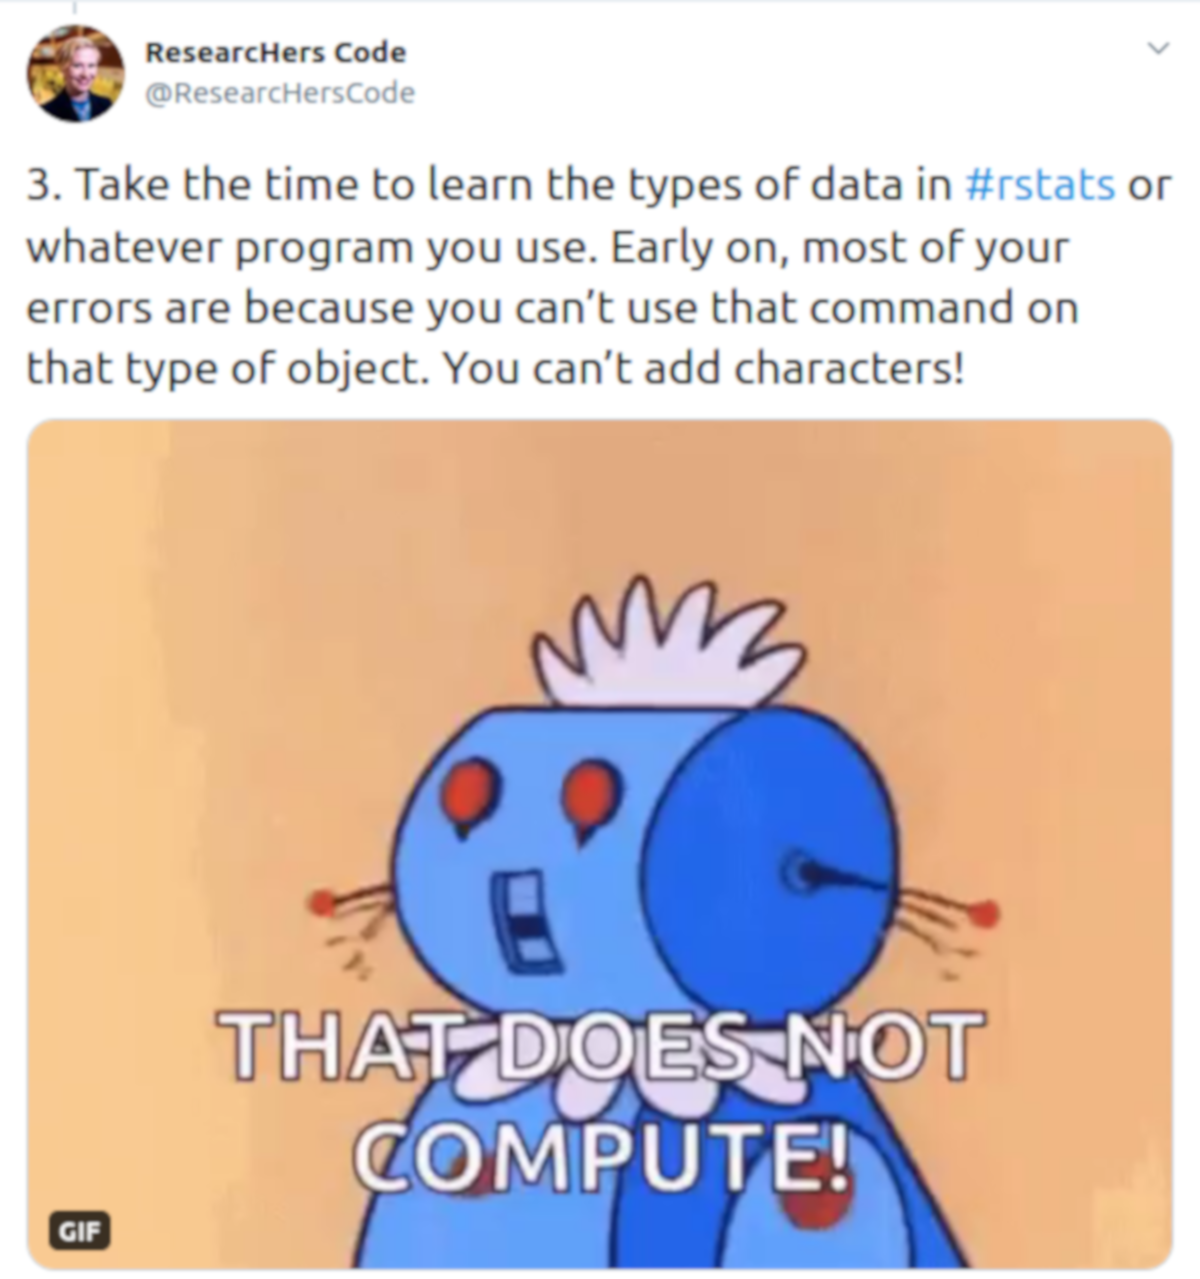 ResearcHers Code
@ResearcHersCode
3. Take the time to learn the types of data in #rstats or
whatever program you use. Early on, most of your
errors are because you can’t use that command on
that type of object. You can’t add characters!
THAT DOES NOT
COMPUTE!
GIF